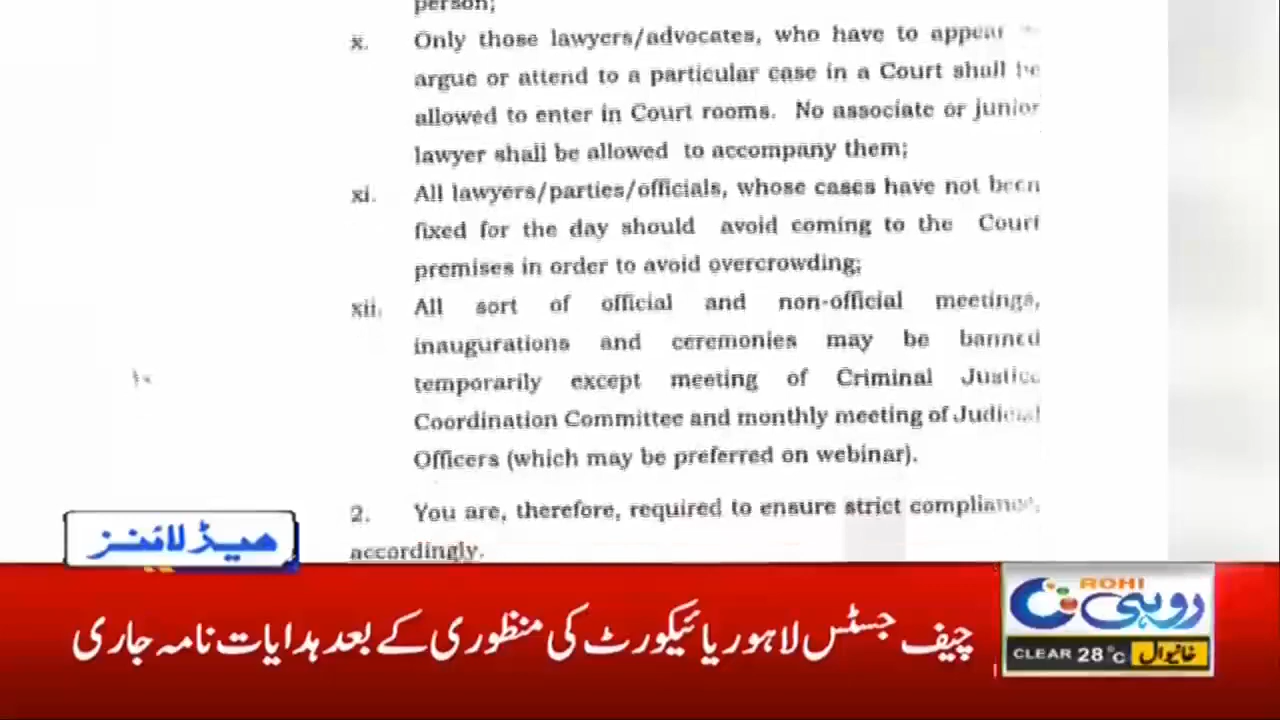 person;
x. Only those lawyers/advocates, who have to appear
argue or attend to a particular case in a Court shall be
allowed to enter in Court rooms. No associate or junior
lawyer shall be allowed to accompany them;
xi. All lawyers/parties/officials, whose cases have not been
fixed for the day should avoid coming to the Court
premises in order to avoid overcrowding;
xii. All sort of official and non-official meetings,
inaugurations and ceremonies may be banned
temporarily except meeting of Criminal Justice
Coordination Committee and monthly meeting of Judicial
Officers (which may be preferred on webinar).
2. You are, therefore, required to ensure strict compliance,
accordingly.
ہیڈلائنز
چیف جسٹس لاہور ہائیکورٹ کی منظوری کے بعد ہدایات نامہ جاری
ROHI
روہی
CLEAR 28°C خانیوال